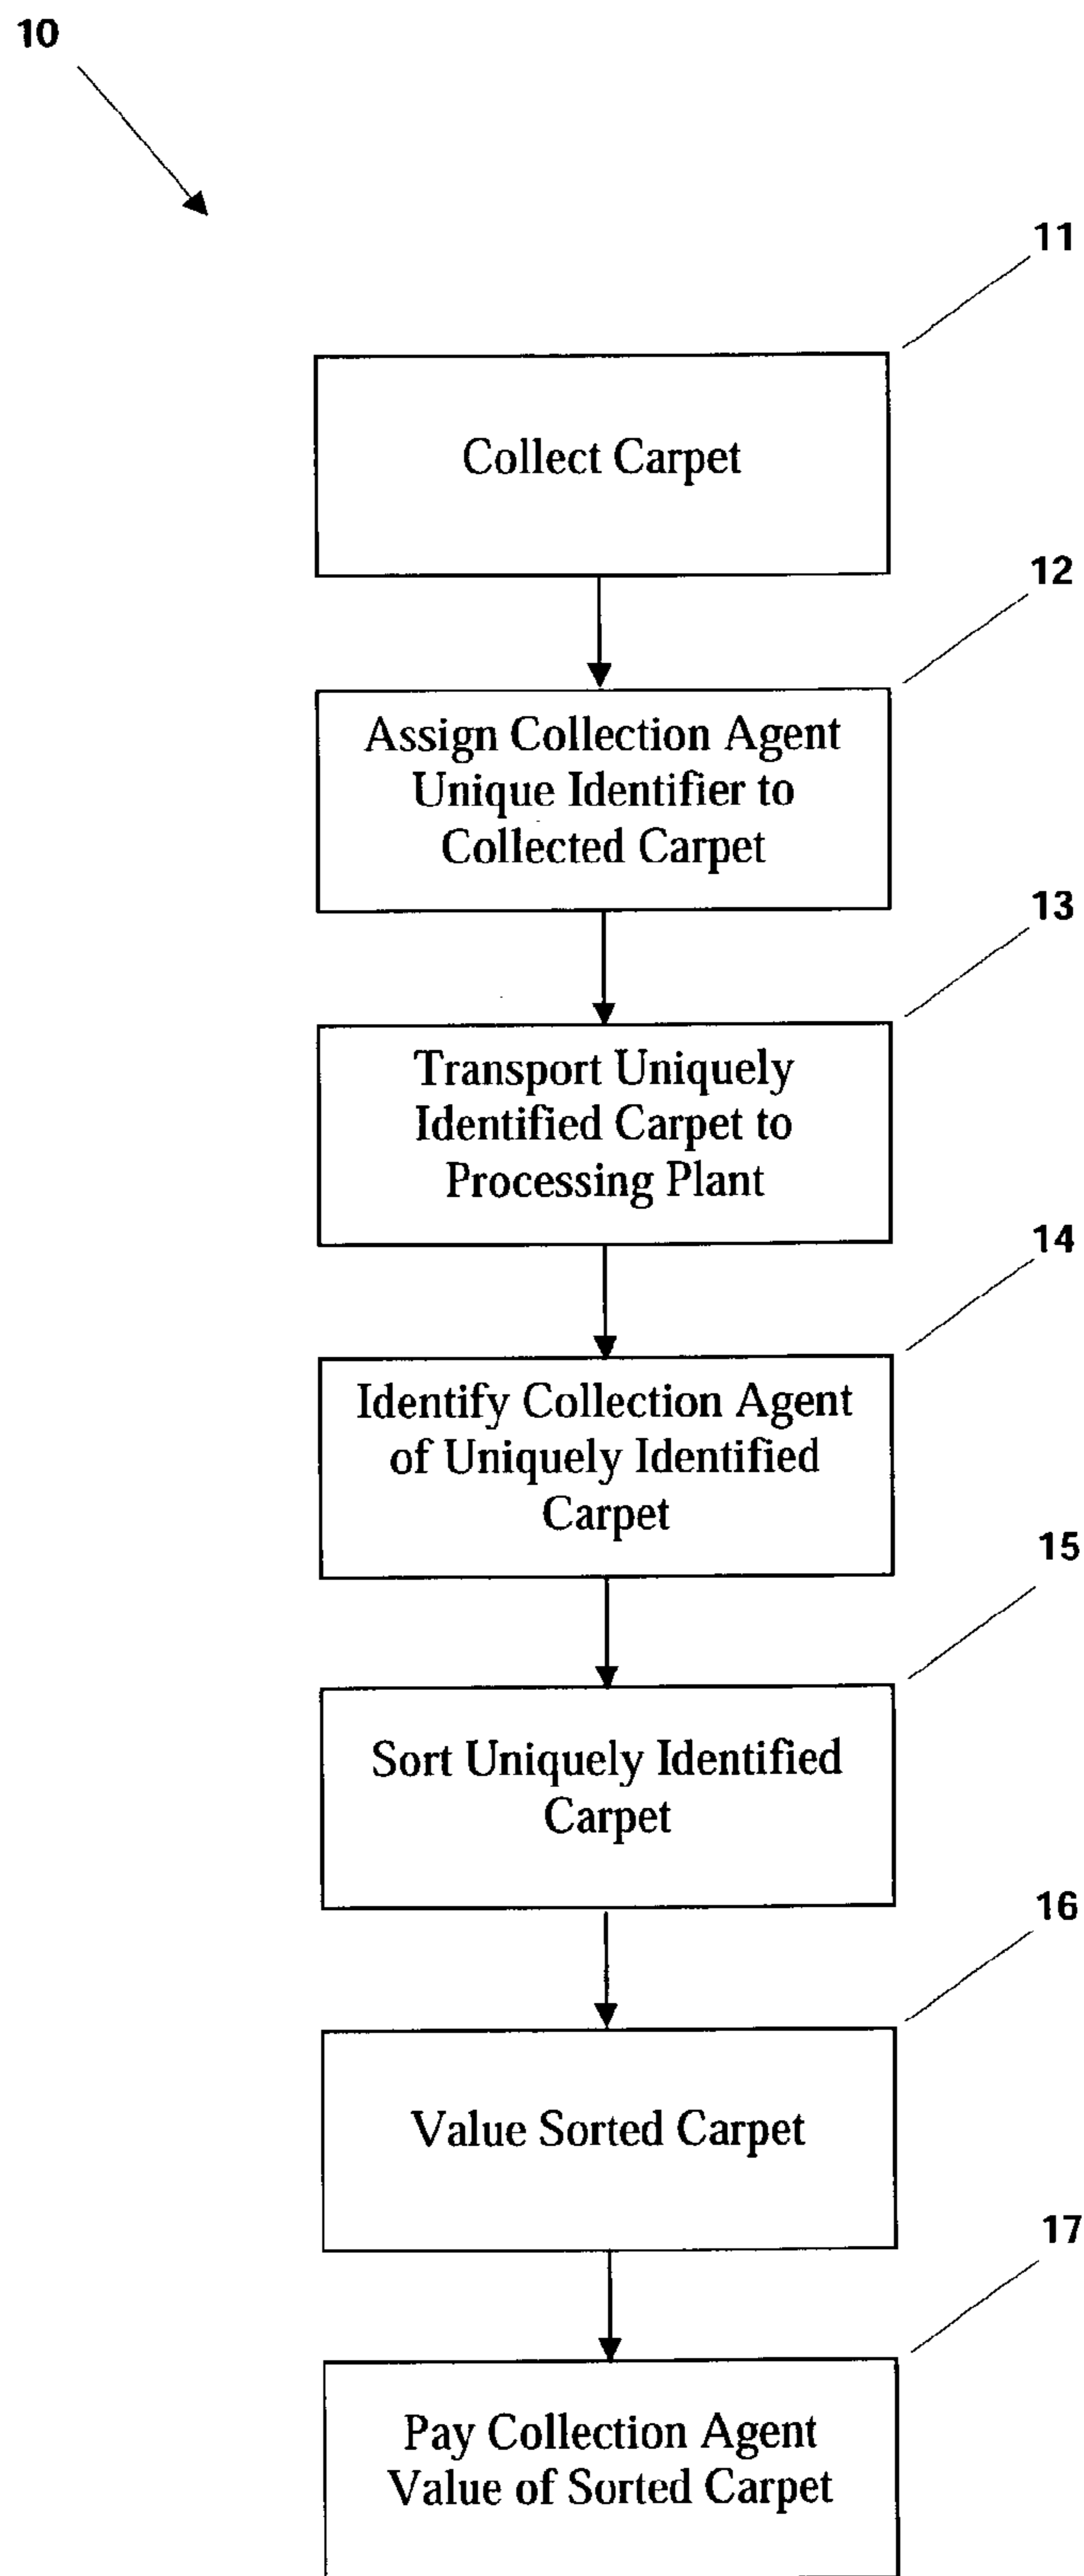 10
11
Collect Carpet
12
Assign Collection Agent
Unique Identifier to
Collected Carpet
13
Transport Uniquely
Identified Carpet to
Processing Plant
14
Identify Collection Agent
of Uniquely Identified
Carpet
15
Sort Uniquely Identified
Carpet
16
Value Sorted Carpet
17
Pay Collection Agent
Value of Sorted Carpet